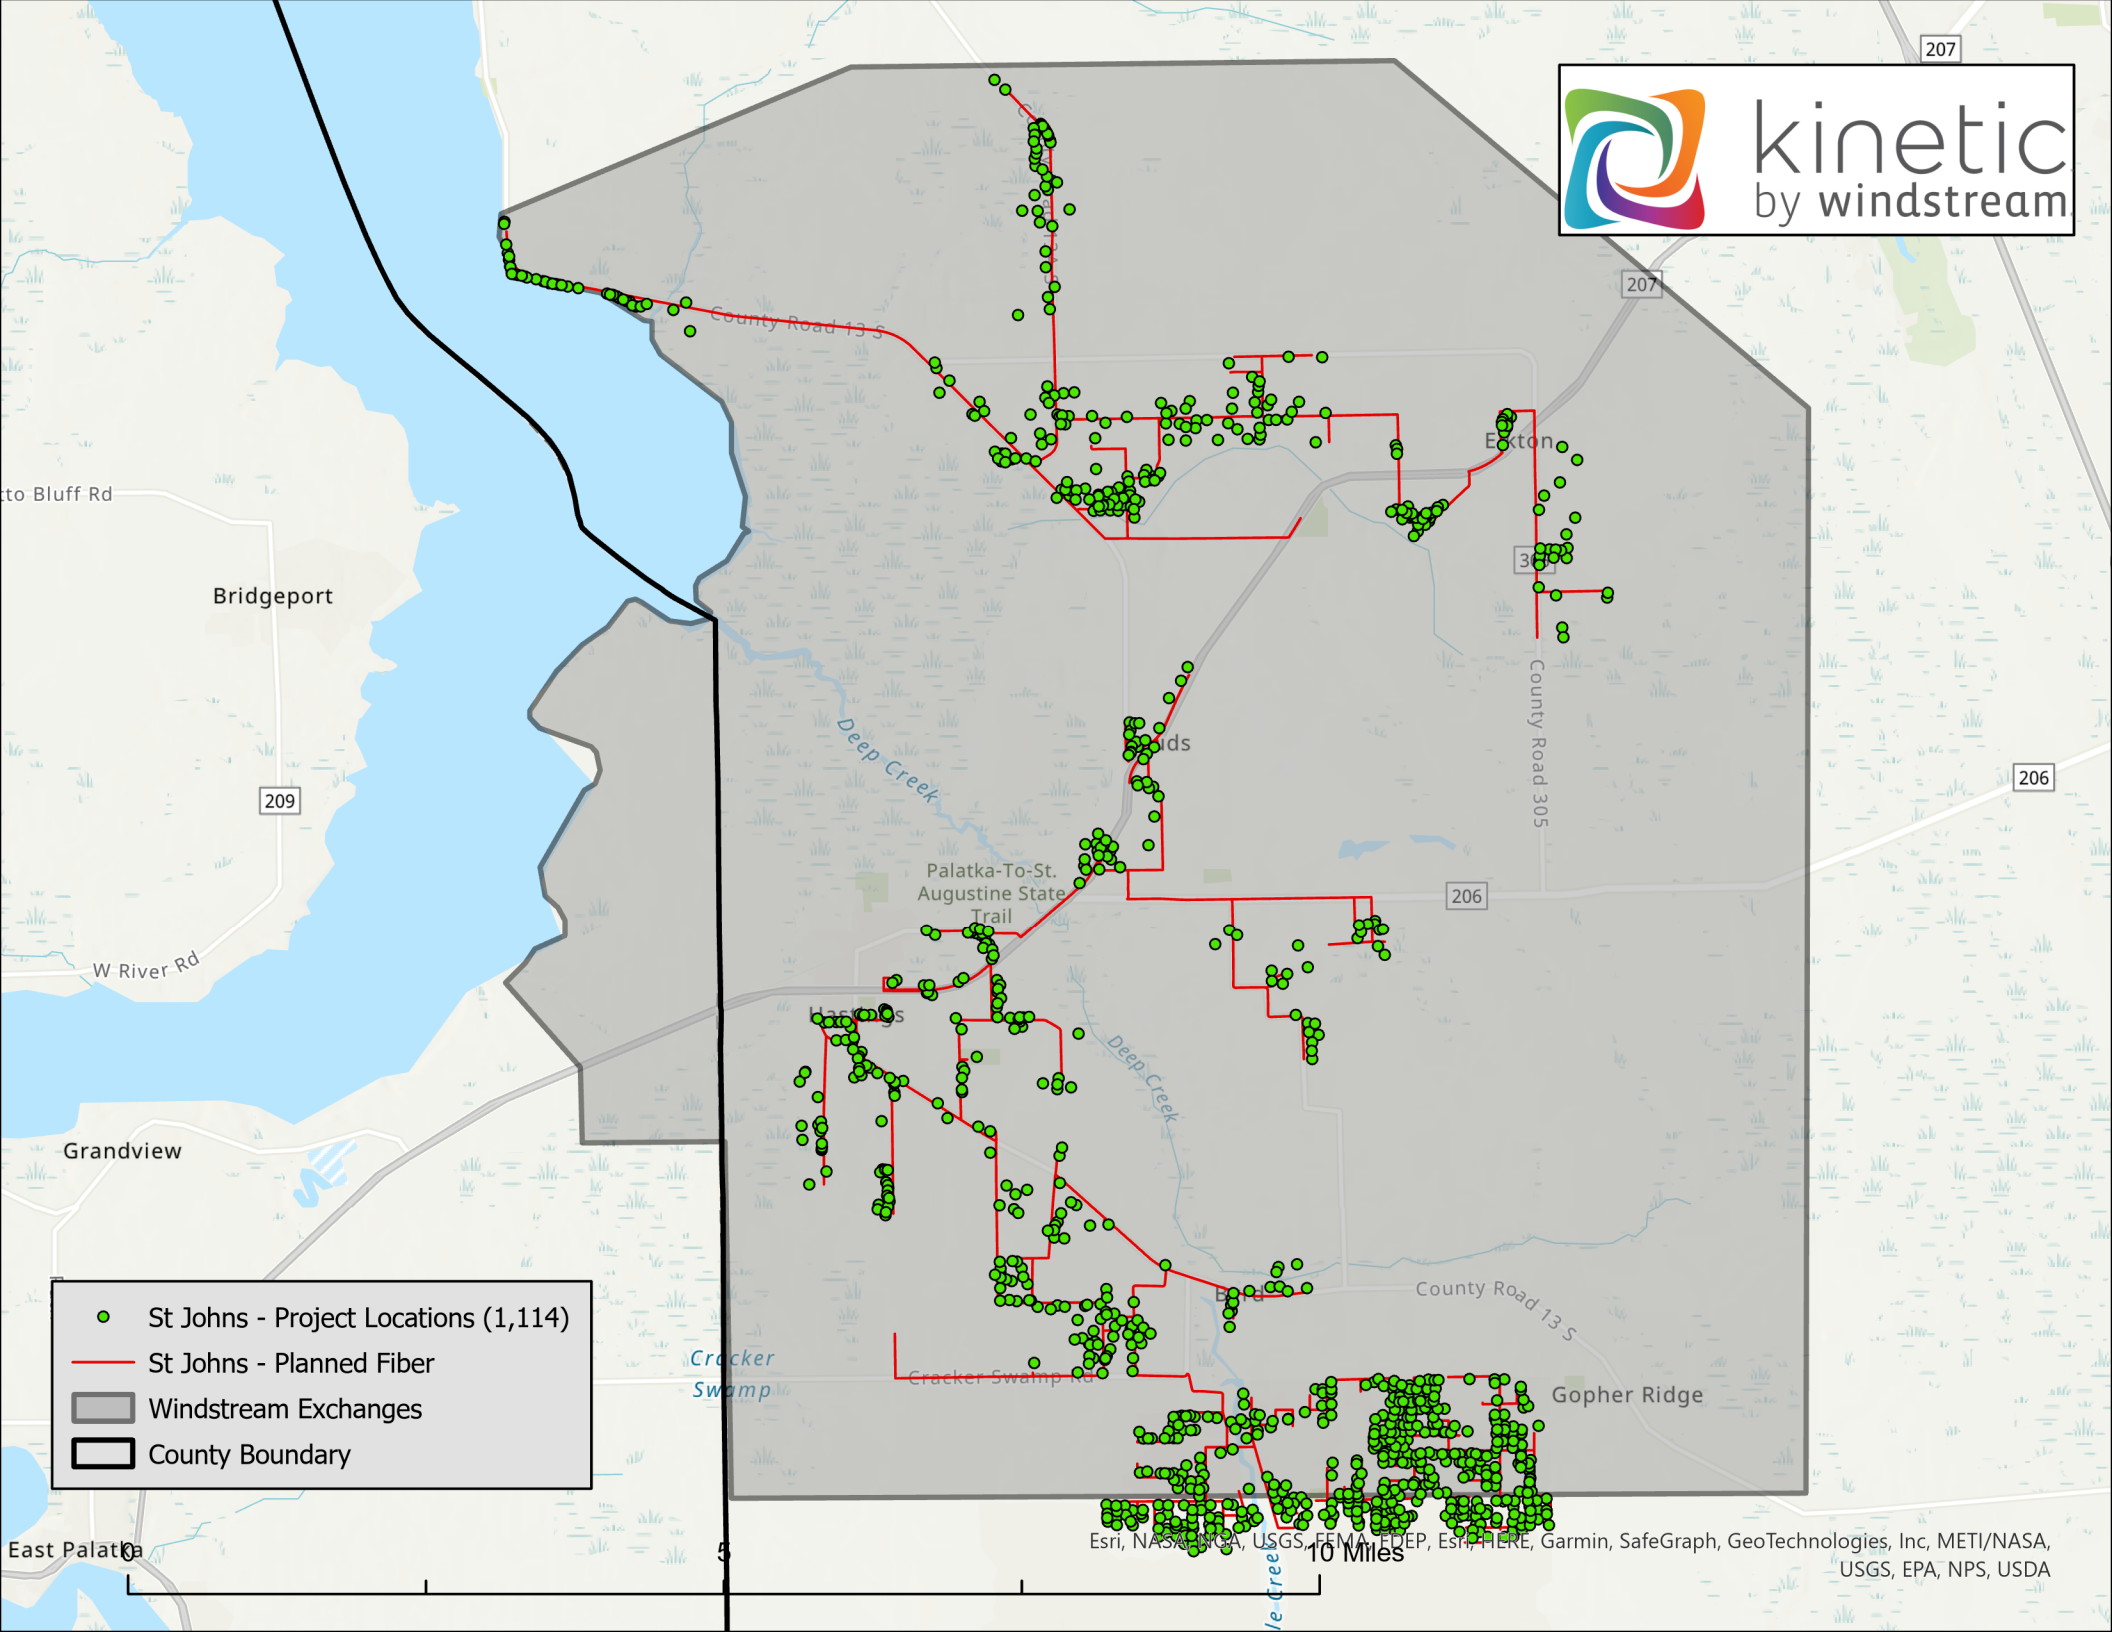 207
kinetic
by windstream
207
County Road 13 S
Elkton
tto Bluff Rd
Bridgeport
County Road 305
Deep Creek
206
209
Palatka-To-St.
Augustine State
Trail
206
W River Rd
Hastings
Deep Creek
Grandview
County Road 13 S
St Johns - Project Locations (1,114)
St Johns - Planned Fiber
Windstream Exchanges
County Boundary
Cracker
Swamp
Cracker Swamp Rd
Gopher Ridge
East Palatka
0
5
10 Miles
Esri, NASA, NGA, USGS, FEMA, FDEP, Esri, HERE, Garmin, SafeGraph, GeoTechnologies, Inc, METI/NASA,
USGS, EPA, NPS, USDA